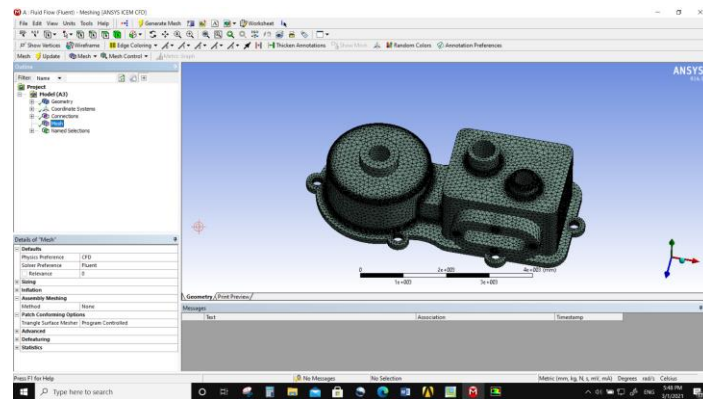 A: Fluid Flow (Fluent) - Meshing [ANSYS ICEM CFD]
File Edit View Units Tools Help Generate Mesh Worksheet
Show Vertices Wireframe Edge Coloring Thicken Annotations Show Mesh Random Colors Annotation Preferences
Mesh Update Mesh Mesh Control Metric Graph
Outline
Filter: Name
Project
Model (A3)
Geometry
Coordinate Systems
Connections
Mesh
Named Selections
ANSYS
Details of "Mesh"
Defaults
Physics Preference CFD
Solver Preference Fluent
Relevance 0
Sizing
Inflation
Assembly Meshing
Method None
Patch Conforming Options
Triangle Surface Mesher Program Controlled
Advanced
Defeaturing
Statistics
0 2e+003 4e+003 (mm)
1e+003 3e+003
Geometry Print Preview
Messages
Text Association Timestamp
Press F1 for Help No Messages No Selection Metric (mm, kg, N, s, mV, mA) Degrees rad/s Celsius
Type here to search ENG 5:48 PM
3/1/2021